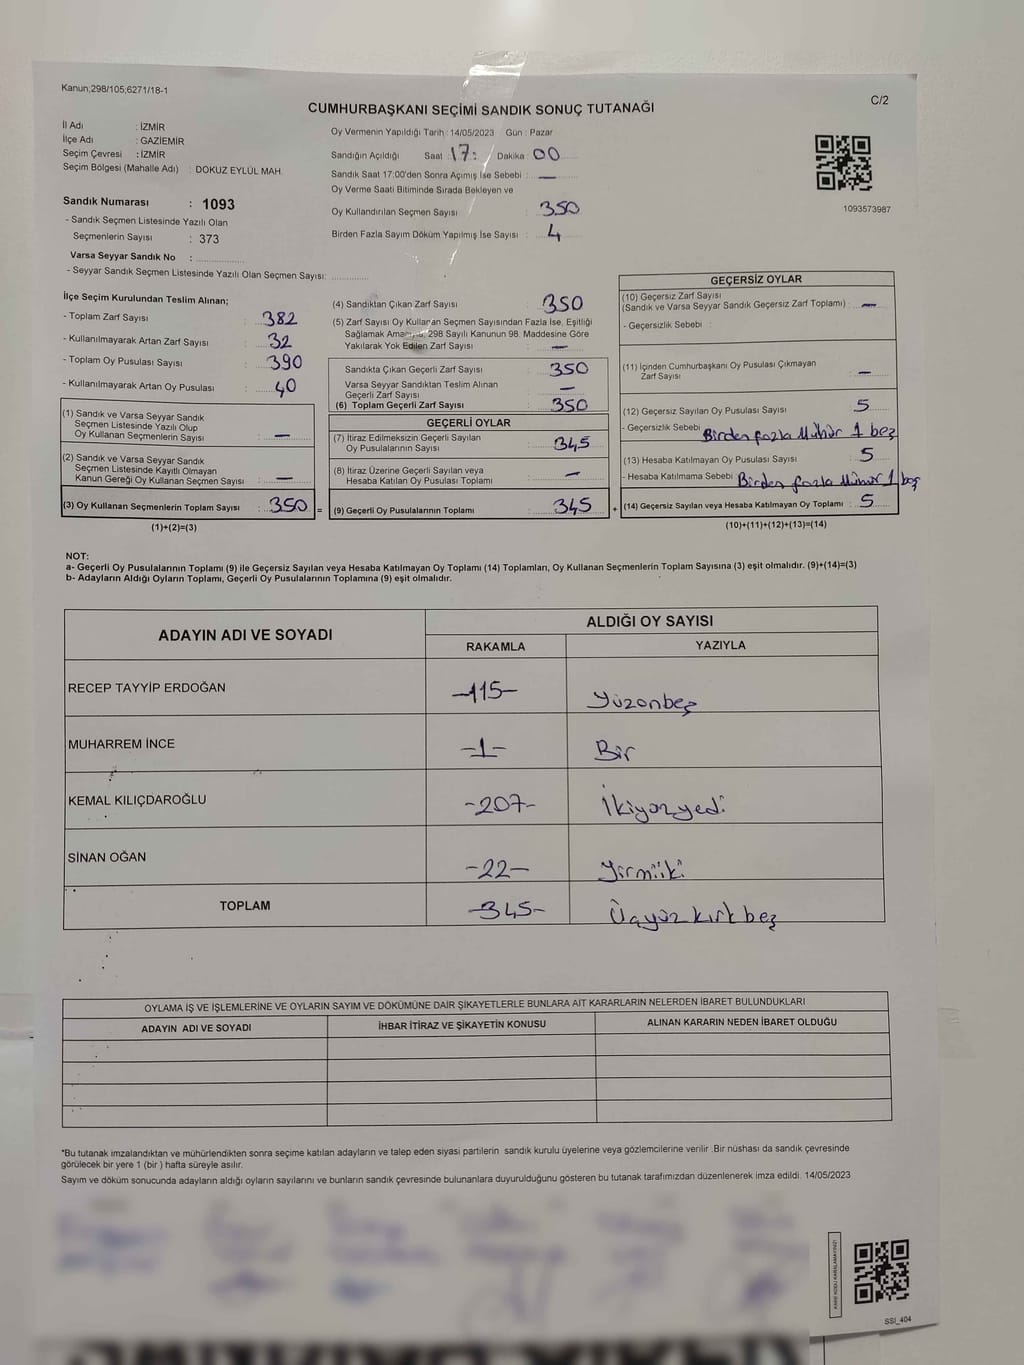 Kanun;298/105;6271/18-1
C/2
CUMHURBAŞKANI SEÇİMİ SANDIK SONUÇ TUTANAĞI
İl Adı : İZMİR
İlçe Adı : GAZİEMİR
Seçim Çevresi : İZMİR
Seçim Bölgesi (Mahalle Adı) : DOKUZ EYLÜL MAH.
Sandık Numarası : 1093
- Sandık Seçmen Listesinde Yazılı Olan
Seçmenlerin Sayısı : 373
Varsa Seyyar Sandık No : ..............
- Seyyar Sandık Seçmen Listesinde Yazılı Olan Seçmen Sayısı: ..............
Oy Vermenin Yapıldığı Tarih : 14/05/2023 Gün : Pazar
Sandığın Açıldığı Saat : 17: Dakika : 00
Sandık Saat 17:00'den Sonra Açımış İse Sebebi : —
Oy Verme Saati Bitiminde Sırada Bekleyen ve
Oy Kullandırılan Seçmen Sayısı : 350
Birden Fazla Sayım Döküm Yapılmış İse Sayısı : 4
1093573987
İlçe Seçim Kurulundan Teslim Alınan;
- Toplam Zarf Sayısı : 382
- Kullanılmayarak Artan Zarf Sayısı : 32
- Toplam Oy Pusulası Sayısı : 390
- Kullanılmayarak Artan Oy Pusulası : 40
(1) Sandık ve Varsa Seyyar Sandık
Seçmen Listesinde Yazılı Olup
Oy Kullanan Seçmenlerin Sayısı : —
(2) Sandık ve Varsa Seyyar Sandık
Seçmen Listesinde Kayıtlı Olmayan
Kanun Gereği Oy Kullanan Seçmen Sayısı : —
(3) Oy Kullanan Seçmenlerin Toplam Sayısı : 350 =
(1)+(2)=(3)
(4) Sandıktan Çıkan Zarf Sayısı : 350
(5) Zarf Sayısı Oy Kullanan Seçmen Sayısından Fazla İse, Eşitliği
Sağlamak 298 Sayılı Kanunun 98. Maddesine Göre
Yakılarak Yok Edilen Zarf Sayısı : —
Sandıkta Çıkan Geçerli Zarf Sayısı : 350
Varsa Seyyar Sandıktan Teslim Alınan
Geçerli Zarf Sayısı : —
(6) Toplam Geçerli Zarf Sayısı : 350
GEÇERLİ OYLAR
(7) İtiraz Edilmeksizin Geçerli Sayılan
Oy Pusulalarının Sayısı : 345
(8) İtiraz Üzerine Geçerli Sayılan veya
Hesaba Katılan Oy Pusulası Toplamı : —
(9) Geçerli Oy Pusulalarının Toplamı : 345 +
GEÇERSİZ OYLAR
(10) Geçersiz Zarf Sayısı
(Sandık ve Varsa Seyyar Sandık Geçersiz Zarf Toplamı) : —
- Geçersizlik Sebebi :
(11) İçinden Cumhurbaşkanı Oy Pusulası Çıkmayan
Zarf Sayısı : —
(12) Geçersiz Sayılan Oy Pusulası Sayısı : 5
- Geçersizlik Sebebi : Birden fazla Mühür 1 beş
(13) Hesaba Katılmayan Oy Pusulası Sayısı : 5
- Hesaba Katılmama Sebebi : Birden fazla Mühür 1 beş
(14) Geçersiz Sayılan veya Hesaba Katılmayan Oy Toplamı : 5
(10)+(11)+(12)+(13)=(14)
NOT:
a- Geçerli Oy Pusulalarının Toplamı (9) ile Geçersiz Sayılan veya Hesaba Katılmayan Oy Toplamı (14) Toplamları, Oy Kullanan Seçmenlerin Toplam Sayısına (3) eşit olmalıdır. (9)+(14)=(3)
b- Adayların Aldığı Oyların Toplamı, Geçerli Oy Pusulalarının Toplamına (9) eşit olmalıdır.
ADAYIN ADI VE SOYADI
ALDIĞI OY SAYISI
RAKAMLA YAZIYLA
RECEP TAYYİP ERDOĞAN -115- Yüzonbeş
MUHARREM İNCE -1- Bir
KEMAL KILIÇDAROĞLU -207- İkiyüzyedi
SİNAN OĞAN -22- Yirmiiki
TOPLAM -345- Üçyüz kırk beş
OYLAMA İŞ VE İŞLEMLERİNE VE OYLARIN SAYIM VE DÖKÜMÜNE DAİR ŞİKAYETLERLE BUNLARA AİT KARARLARIN NELERDEN İBARET BULUNDUKLARI
ADAYIN ADI VE SOYADI İHBAR İTİRAZ VE ŞİKAYETİN KONUSU ALINAN KARARIN NEDEN İBARET OLDUĞU
*Bu tutanak imzalandıktan ve mühürlendikten sonra seçime katılan adayların ve talep eden siyasi partilerin sandık kurulu üyelerine veya gözlemcilerine verilir .Bir nüshası da sandık çevresinde
görülecek bir yere 1 (bir ) hafta süreyle asılır.
Sayım ve döküm sonucunda adayların aldığı oyların sayılarını ve bunların sandık çevresinde bulunanlara duyurulduğunu gösteren bu tutanak tarafımızdan düzenlenerek imza edildi. 14/05/2023
KARE KODU KARALAMAYINIZ!
SSİ_404